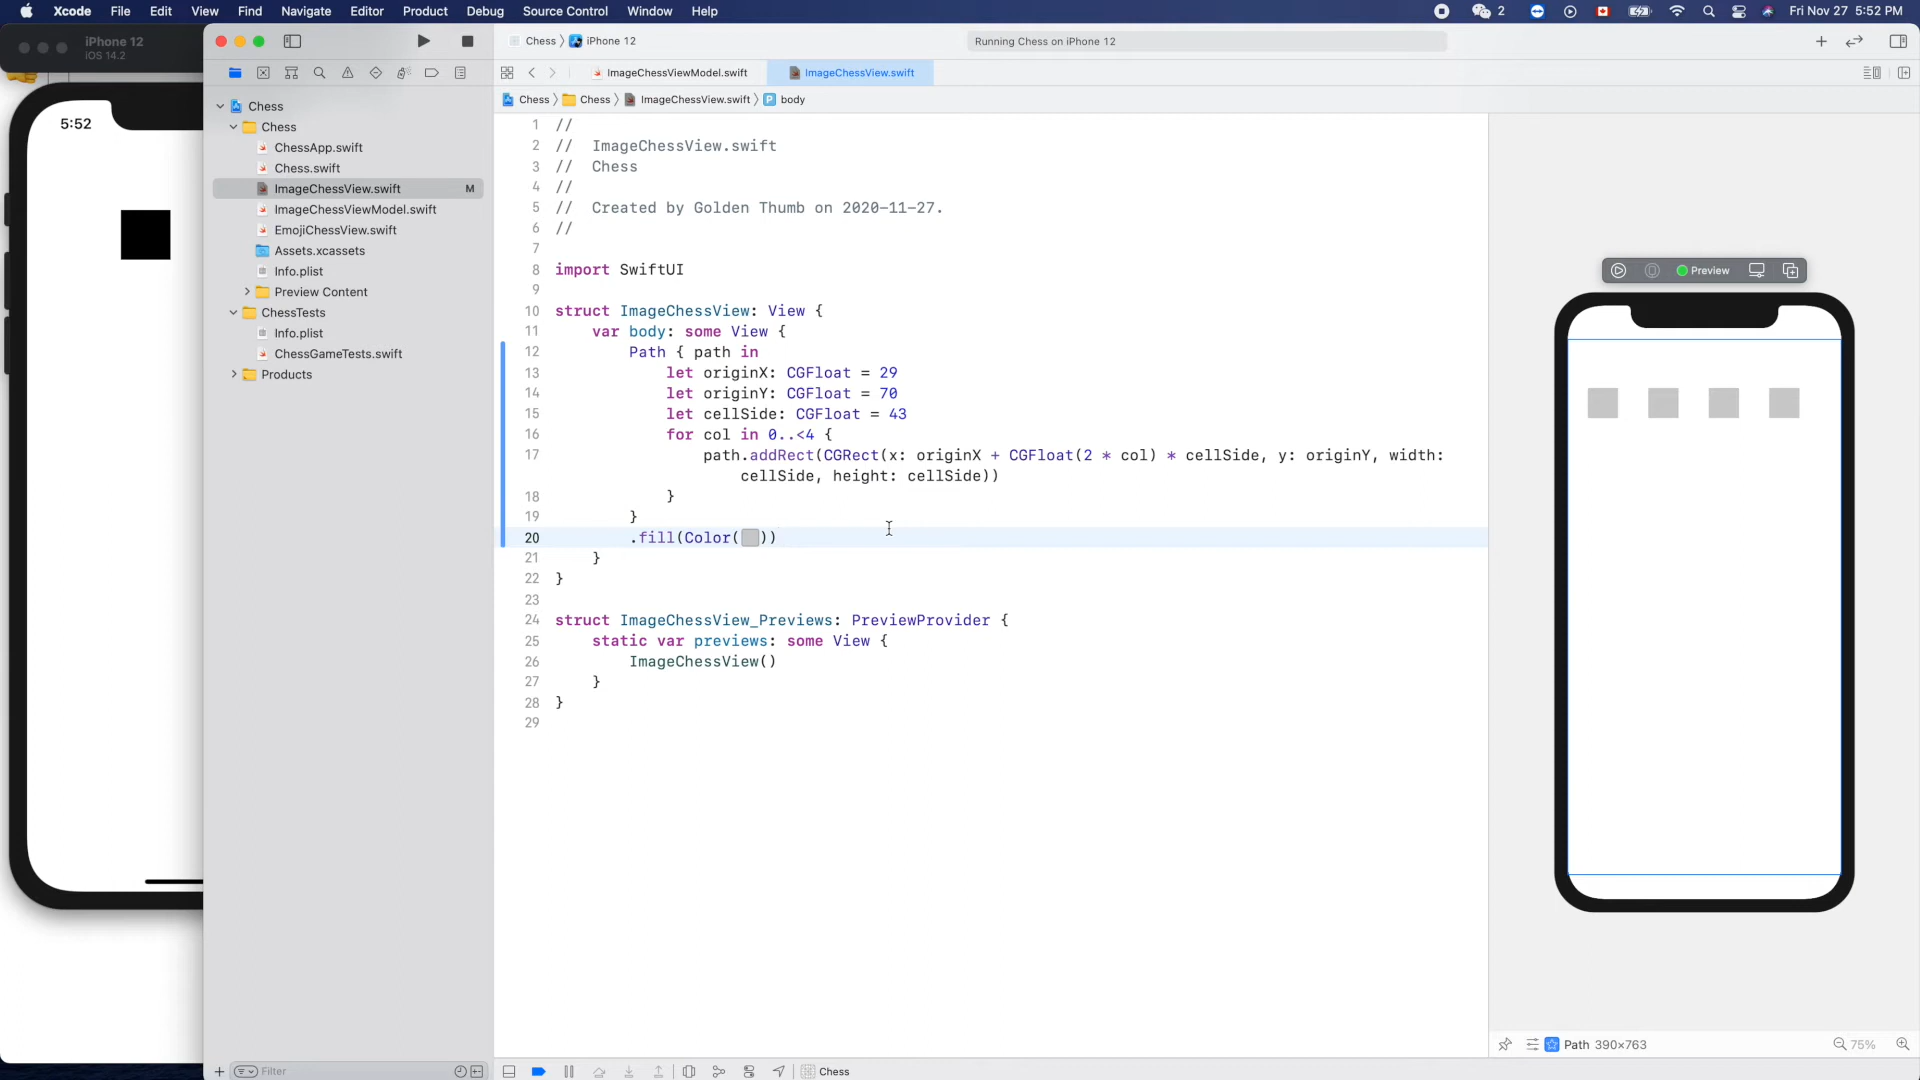 Xcode File Edit View Find Navigate Editor Product Debug Source Control Window Help
2 Fri Nov 27 5:52 PM
iPhone 12
iOS 14.2
Chess 〉 iPhone 12
Running Chess on iPhone 12
ImageChessViewModel.swift
ImageChessView.swift
Chess 〉 Chess 〉 ImageChessView.swift 〉 P body
5:52
Chess
Chess
ChessApp.swift
Chess.swift
ImageChessView.swift M
ImageChessViewModel.swift
EmojiChessView.swift
Assets.xcassets
Info.plist
Preview Content
ChessTests
Info.plist
ChessGameTests.swift
Products
Filter
1 //
2 //  ImageChessView.swift
3 //  Chess
4 //
5 //  Created by Golden Thumb on 2020-11-27.
6 //
7
8 import SwiftUI
9
10 struct ImageChessView: View {
11     var body: some View {
12         Path { path in
13             let originX: CGFloat = 29
14             let originY: CGFloat = 70
15             let cellSide: CGFloat = 43
16             for col in 0..<4 {
17                 path.addRect(CGRect(x: originX + CGFloat(2 * col) * cellSide, y: originY, width:
cellSide, height: cellSide))
18             }
19         }
20         .fill(Color( ))
21     }
22 }
23
24 struct ImageChessView_Previews: PreviewProvider {
25     static var previews: some View {
26         ImageChessView()
27     }
28 }
29
Preview
Path 390×763
75%
Chess